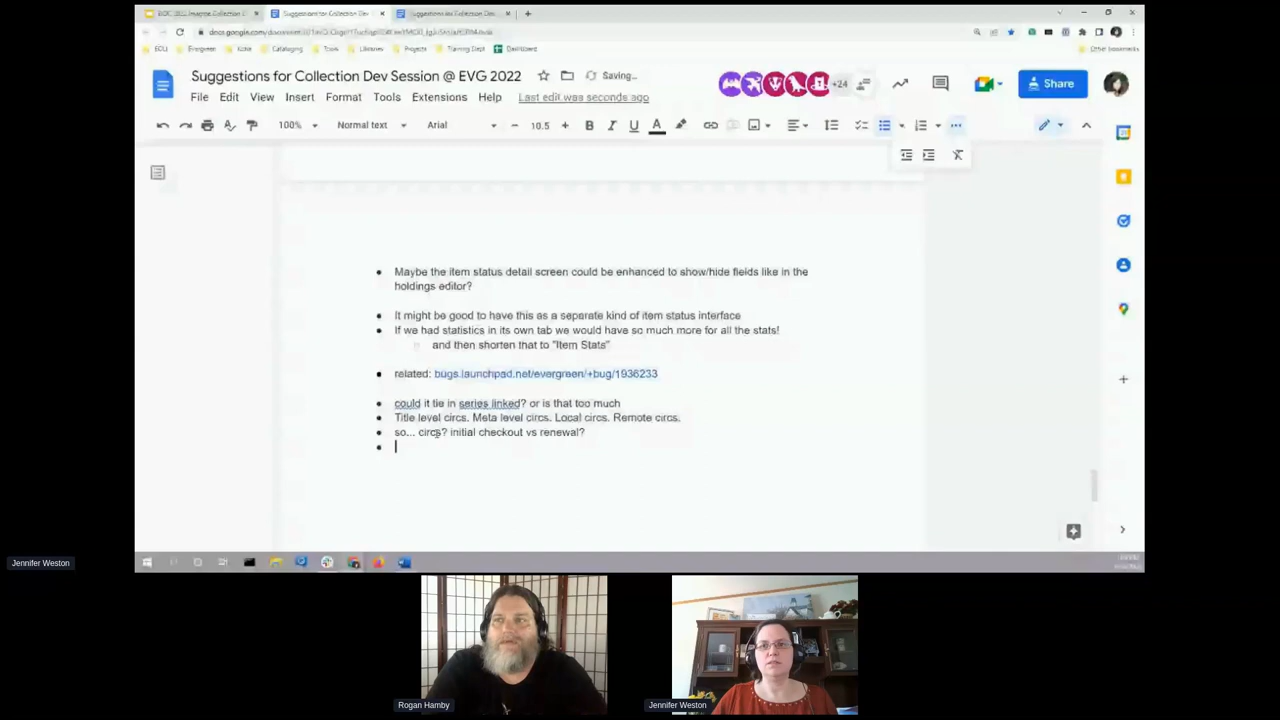 Suggestions for Collection Dev
Suggestions for Collection Dev Session @ EVG 2022
Saving...
+24
Share
File Edit View Insert Format Tools Extensions Help Last edit was seconds ago
100% Normal text Arial 10.5
Maybe the item status detail screen could be enhanced to show/hide fields like in the
holdings editor?
It might be good to have this as a separate kind of item status interface
If we had statistics in its own tab we would have so much more for all the stats!
and then shorten that to "Item Stats"
related: bugs.launchpad.net/evergreen/+bug/1936233
could it tie in series linked? or is that too much
Title level circs. Meta level circs. Local circs. Remote circs.
so... circs? initial checkout vs renewal?
Jennifer Weston
Rogan Hamby
Jennifer Weston